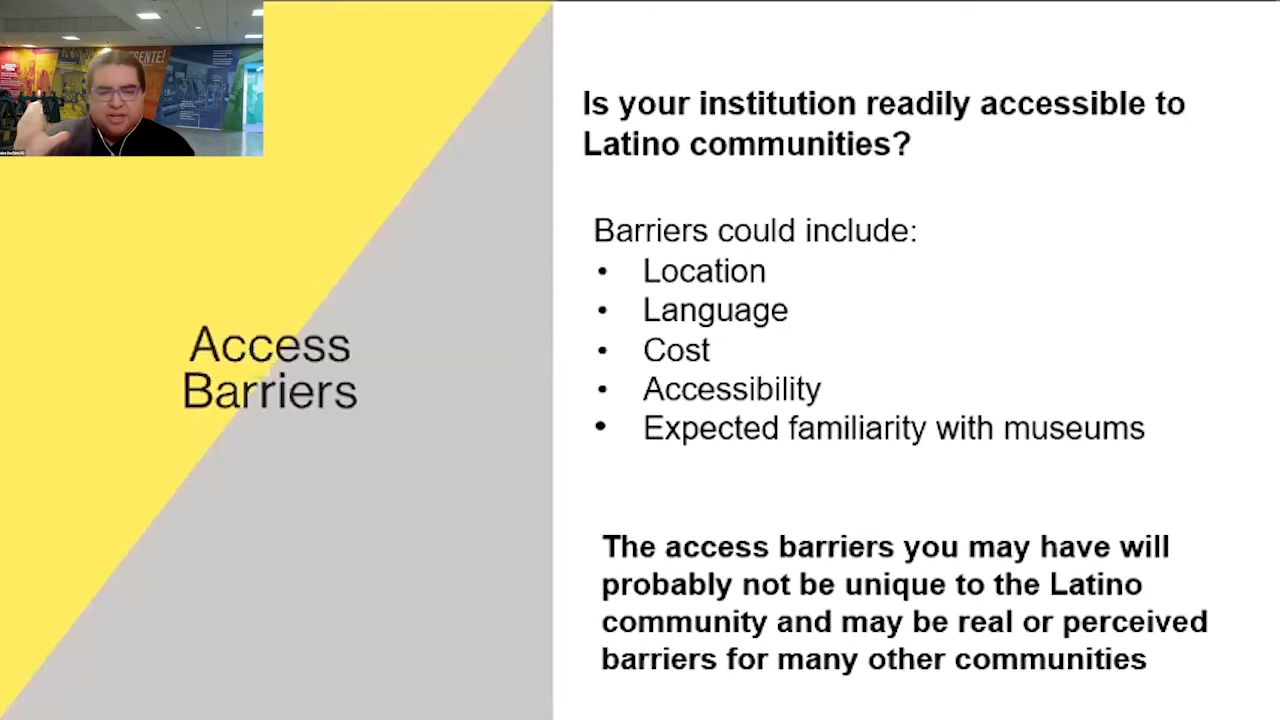 ESENTE!
Access
Barriers
Is your institution readily accessible to
Latino communities?
Barriers could include:
• Location
• Language
• Cost
• Accessibility
• Expected familiarity with museums
The access barriers you may have will
probably not be unique to the Latino
community and may be real or perceived
barriers for many other communities